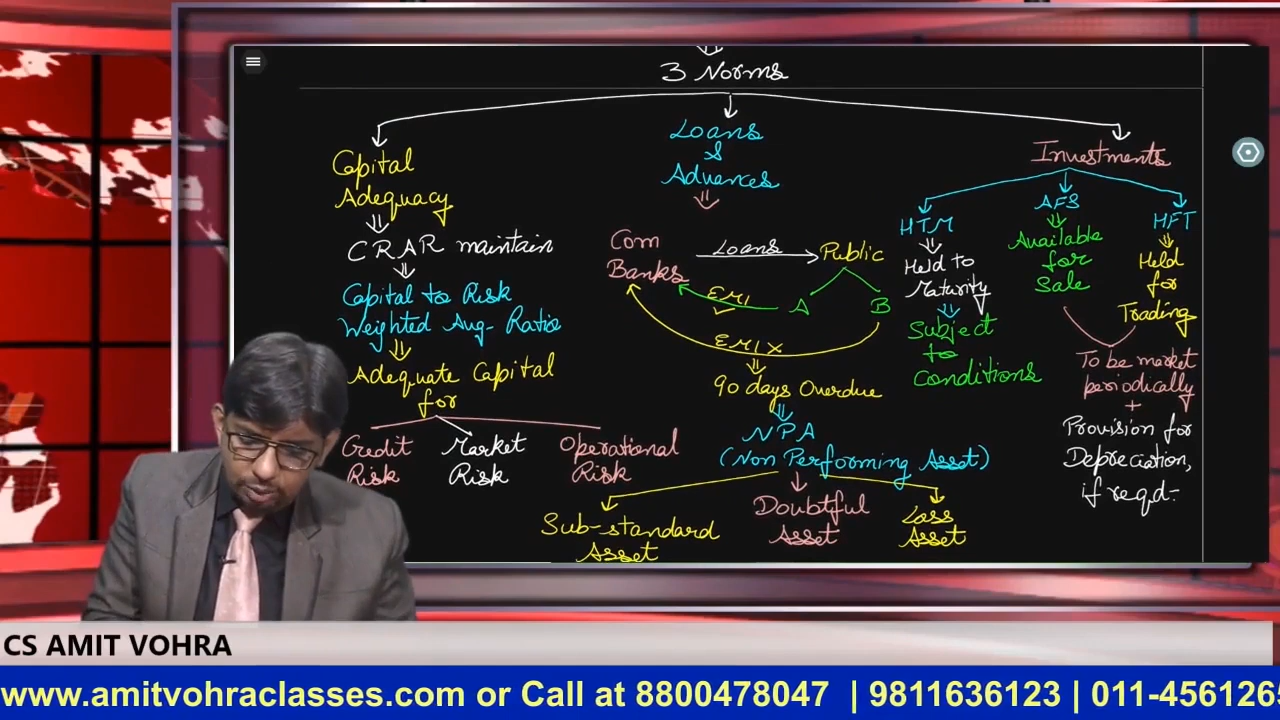 3 Norms
Capital
Adequacy
CRAR maintain
Capital to Risk
Weighted Aug- Ratio
Adequate Capital
for
Credit
Risk
Market
Risk
Operational
Risk
Loans
&
Advances
Com
Banks
Loans
Public
EMI
A
B
EMI X
90 days Overdue
NPA
(Non Performing Asset)
Sub-standard
Asset
Doubtful
Asset
Loss
Asset
Investments
HTM
Held to
Maturity
Subject
to
Conditions
AFS
Available
for
Sale
HFT
Held
for
Trading
To be market
periodically
+
Provision for
Depreciation,
if reqd-
CS AMIT VOHRA
www.amitvohraclasses.com or Call at 8800478047 | 9811636123 | 011-4561265